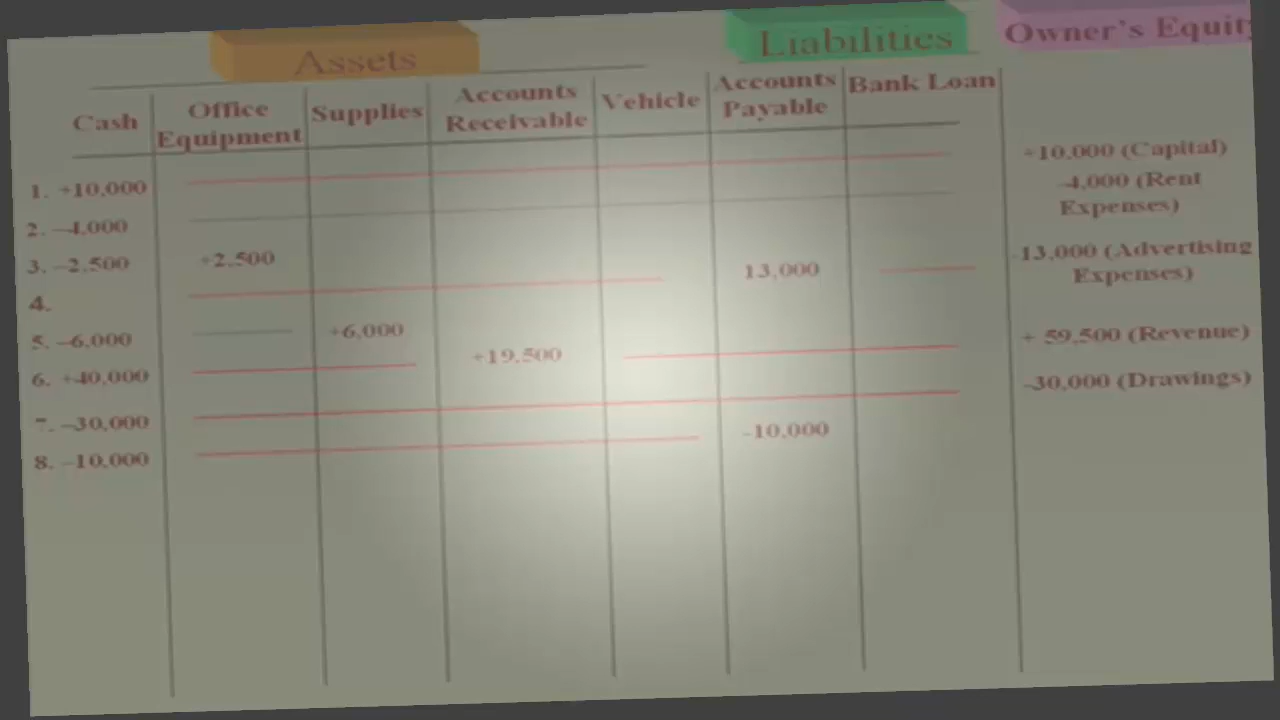 Assets Liabilities Owner's Equity
Cash Office Equipment Supplies Accounts Receivable Vehicle Accounts Payable Bank Loan
1. +10,000 +10,000 (Capital)
2. –4,000 -4,000 (Rent Expenses)
3. –2,500 +2,500
4. 13,000 -13,000 (Advertising Expenses)
5. –6,000 +6,000
6. +40,000 +19,500 + 59,500 (Revenue)
7. –30,000 -30,000 (Drawings)
8. –10,000 -10,000